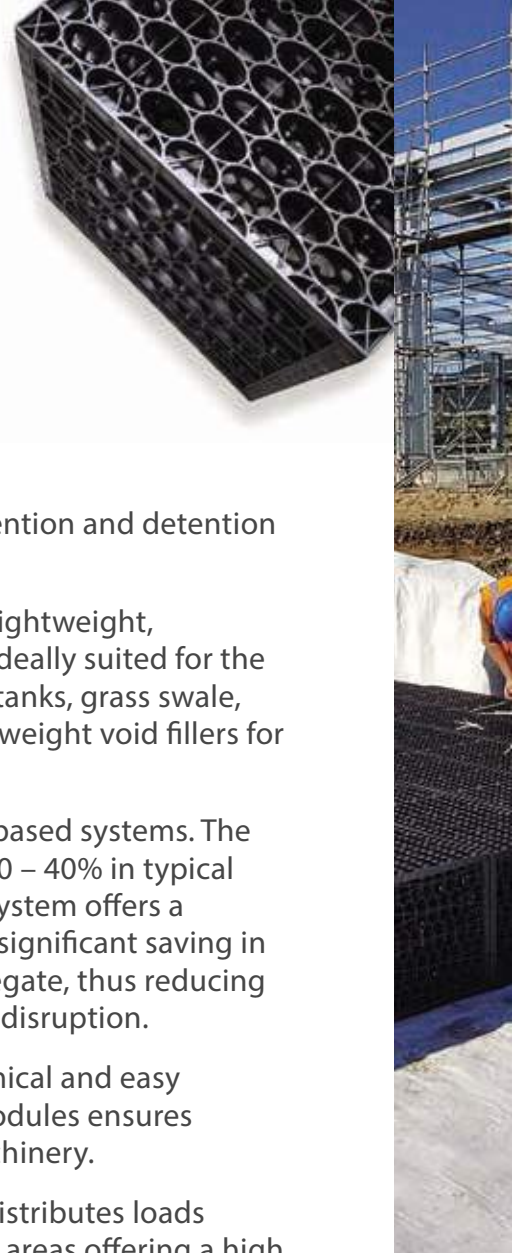 ention and detention
ightweight,
deally suited for the
tanks, grass swale,
weight void fillers for
based systems. The
0 – 40% in typical
ystem offers a
significant saving in
egate, thus reducing
disruption.
nical and easy
odules ensures
hinery.
istributes loads
areas offering a high